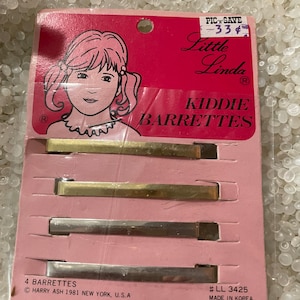 PIC 'N' SAVE
33¢
Little
Linda
KIDDIE
BARRETTES
4 BARRETTES
© HARRY ASH 1981 NEW YORK, U.S.A
# LL 3425
MADE IN KOREA